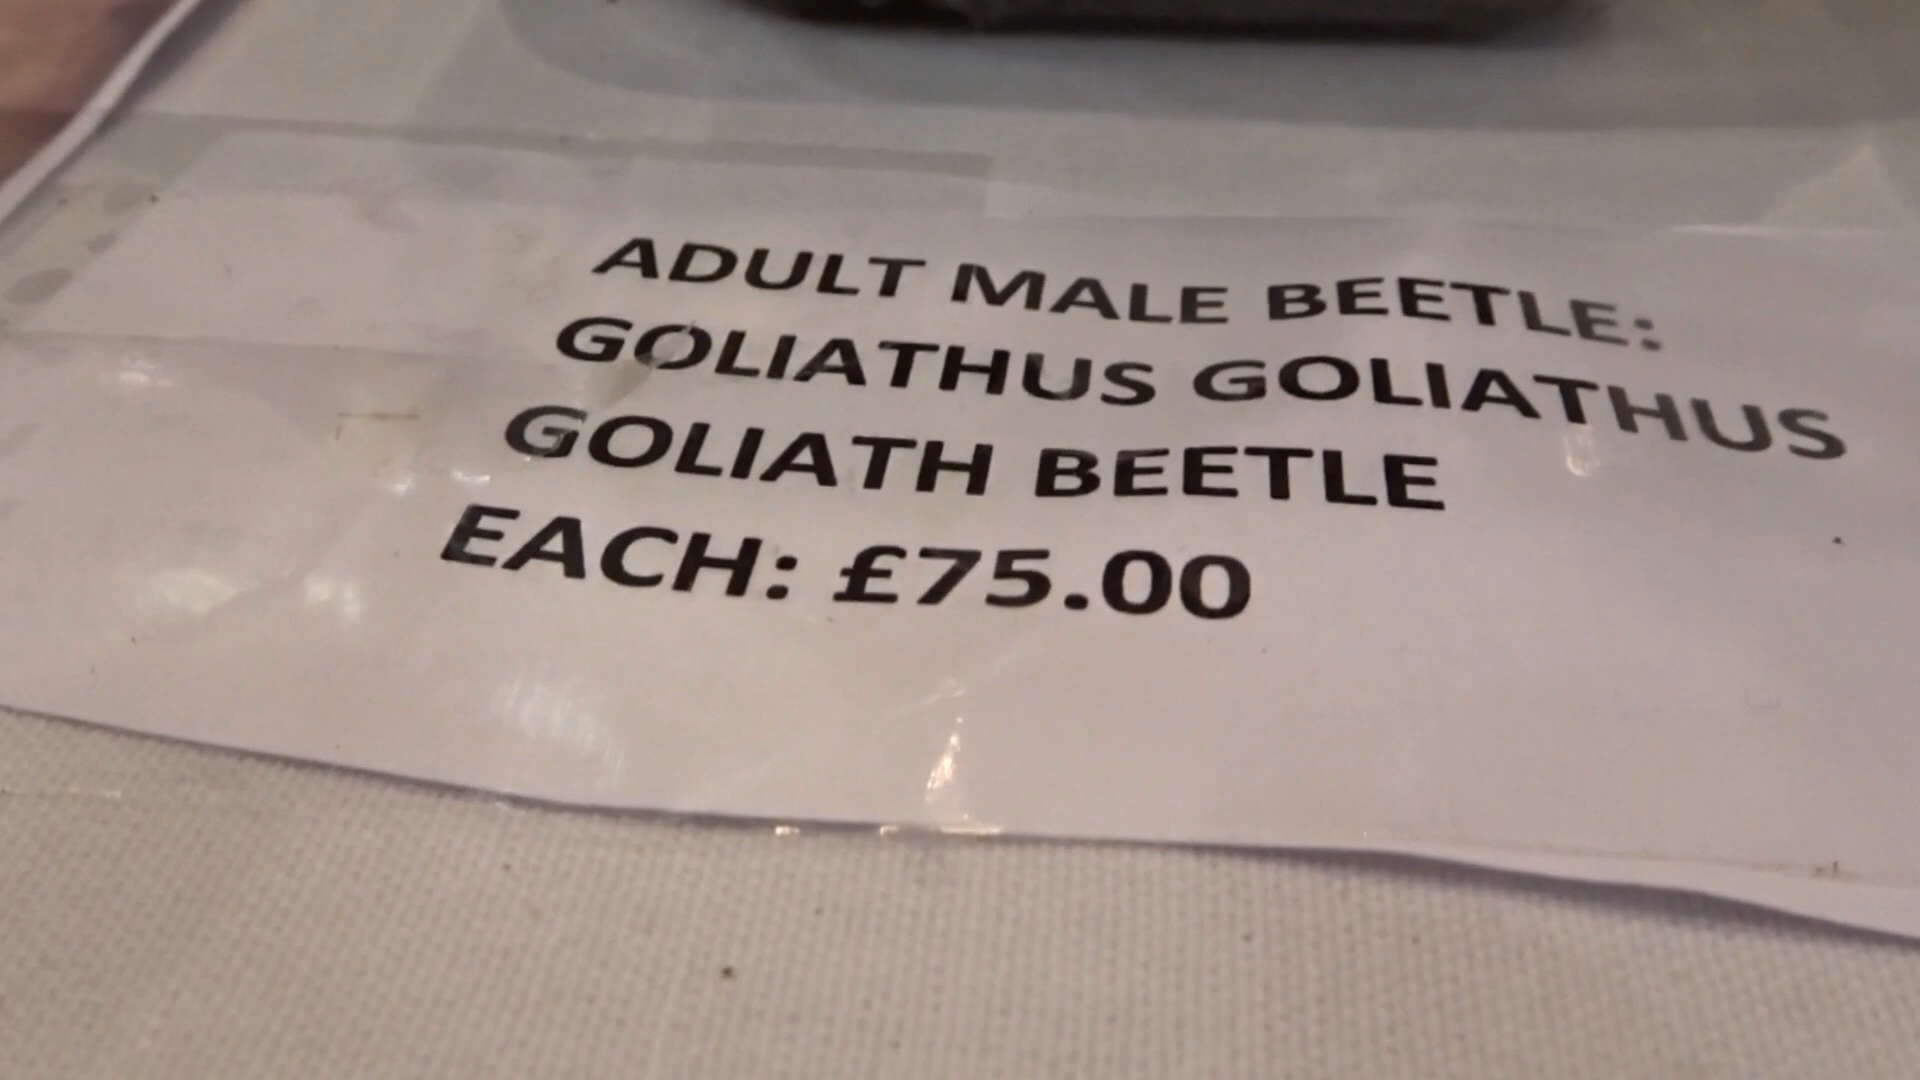 ADULT MALE BEETLE:
GOLIATHUS GOLIATHUS
GOLIATH BEETLE
EACH: £75.00